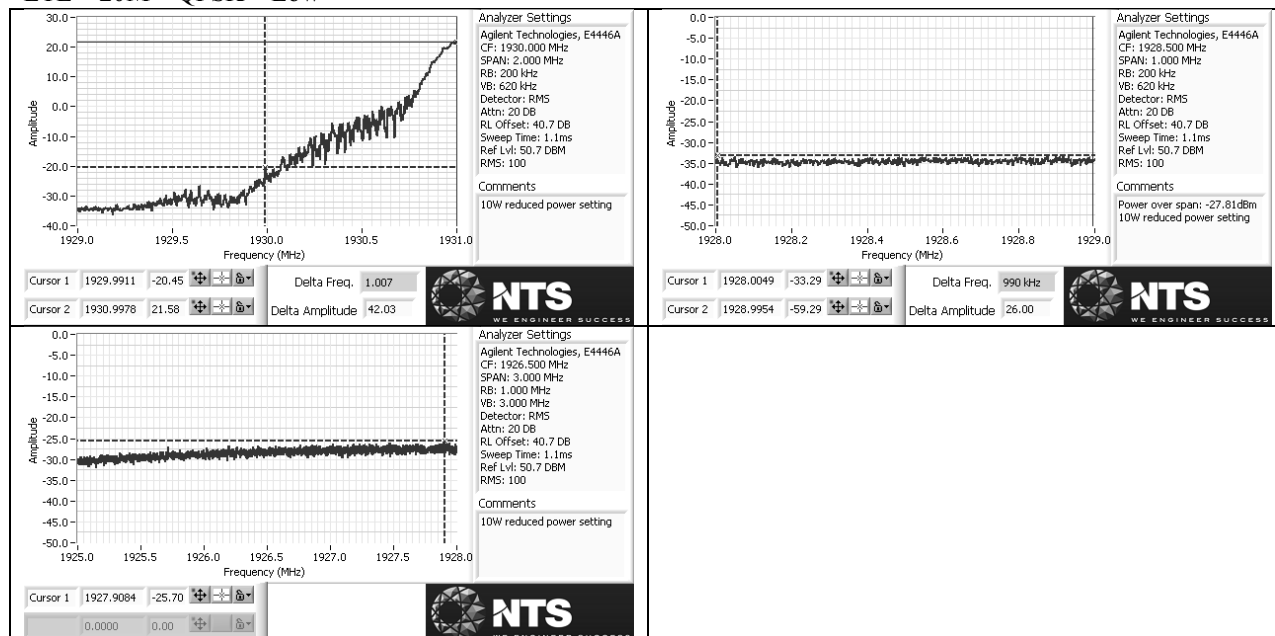 30.0
20.0
10.0
0.0
-10.0
-20.0
-30.0
-40.0
Amplitude
1929.0 1929.5 1930.0 1930.5 1931.0
Frequency (MHz)
Analyzer Settings
Agilent Technologies, E4446A
CF: 1930.000 MHz
SPAN: 2.000 MHz
RB: 200 kHz
VB: 620 kHz
Detector: RMS
Attn: 20 DB
RL Offset: 40.7 DB
Sweep Time: 1.1ms
Ref Lvl: 50.7 DBM
RMS: 100
Comments
10W reduced power setting
Cursor 1 1929.9911 -20.45
Cursor 2 1930.9978 21.58
Delta Freq. 1.007
Delta Amplitude 42.03
NTS
WE ENGINEER SUCCESS
0.0
-5.0
-10.0
-15.0
-20.0
-25.0
-30.0
-35.0
-40.0
-45.0
-50.0
Amplitude
1928.0 1928.2 1928.4 1928.6 1928.8 1929.0
Frequency (MHz)
Analyzer Settings
Agilent Technologies, E4446A
CF: 1928.500 MHz
SPAN: 1.000 MHz
RB: 200 kHz
VB: 620 kHz
Detector: RMS
Attn: 20 DB
RL Offset: 40.7 DB
Sweep Time: 1.1ms
Ref Lvl: 50.7 DBM
RMS: 100
Comments
Power over span: -27.81dBm
10W reduced power setting
Cursor 1 1928.0049 -33.29
Cursor 2 1928.9954 -59.29
Delta Freq. 990 kHz
Delta Amplitude 26.00
NTS
WE ENGINEER SUCCESS
0.0
-5.0
-10.0
-15.0
-20.0
-25.0
-30.0
-35.0
-40.0
-45.0
-50.0
Amplitude
1925.0 1925.5 1926.0 1926.5 1927.0 1927.5 1928.0
Frequency (MHz)
Analyzer Settings
Agilent Technologies, E4446A
CF: 1926.500 MHz
SPAN: 3.000 MHz
RB: 1.000 MHz
VB: 3.000 MHz
Detector: RMS
Attn: 20 DB
RL Offset: 40.7 DB
Sweep Time: 1.1ms
Ref Lvl: 50.7 DBM
RMS: 100
Comments
10W reduced power setting
Cursor 1 1927.9084 -25.70
0.0000 0.00
NTS